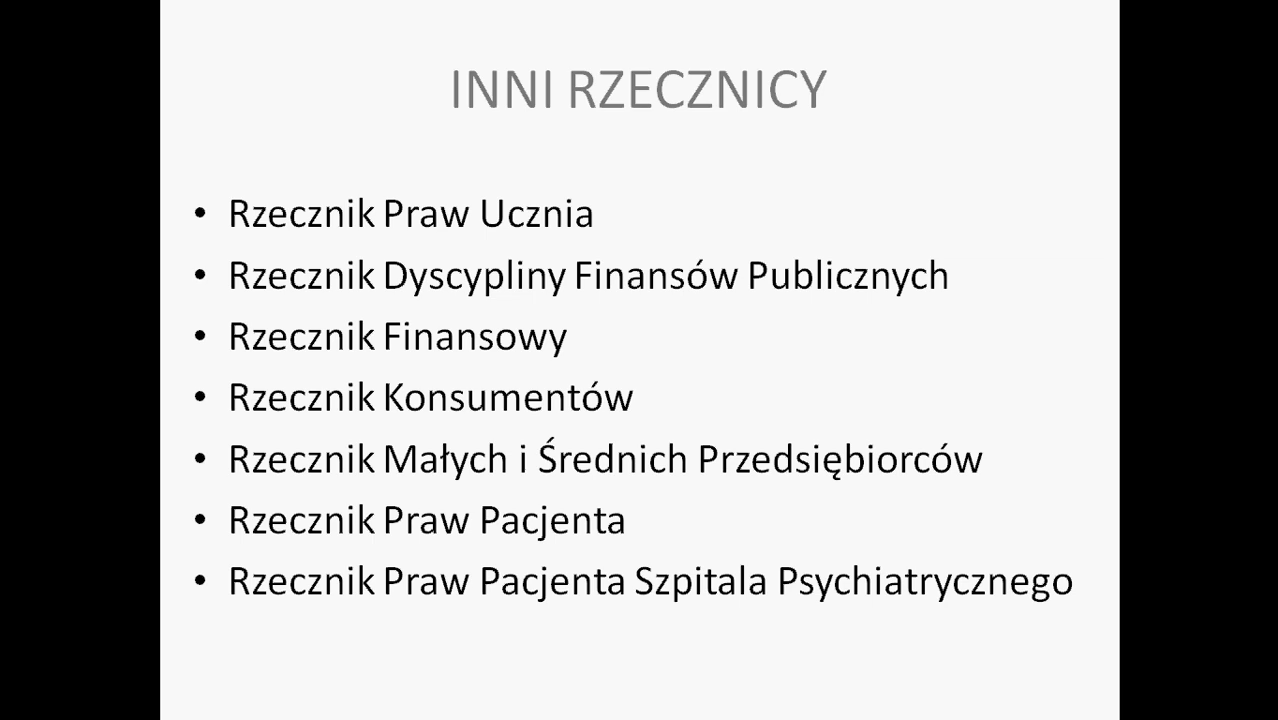 INNI RZECZNICY
• Rzecznik Praw Ucznia
• Rzecznik Dyscypliny Finansów Publicznych
• Rzecznik Finansowy
• Rzecznik Konsumentów
• Rzecznik Małych i Średnich Przedsiębiorców
• Rzecznik Praw Pacjenta
• Rzecznik Praw Pacjenta Szpitala Psychiatrycznego